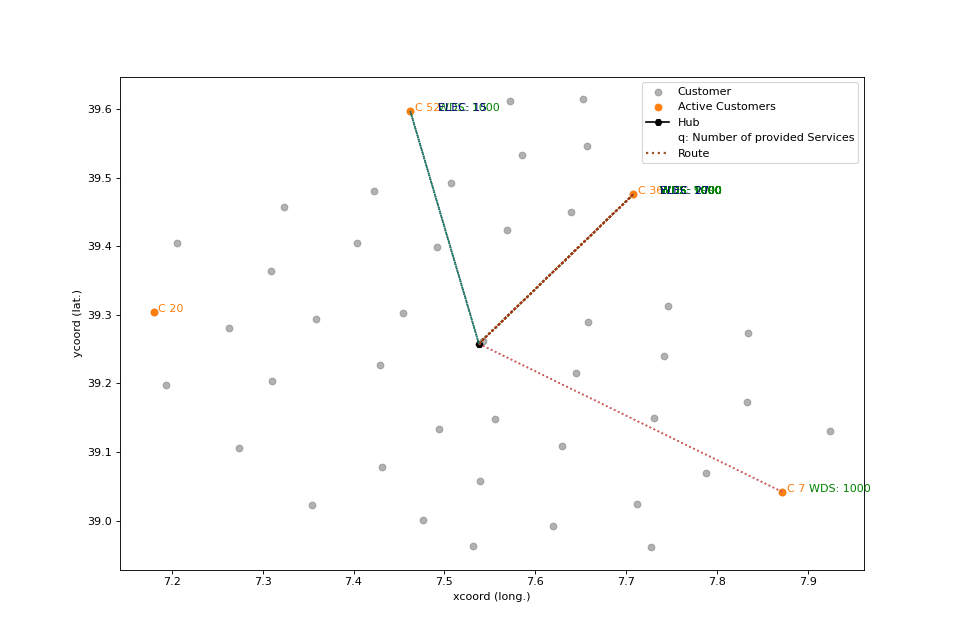 39.6
39.5
39.4
39.3
39.2
39.1
39.0
7.2
7.3
7.4
7.5
7.6
7.7
7.8
7.9
xcoord (long.)
ycoord (lat.)
Customer
Active Customers
Hub
q: Number of provided Services
Route
C 52
C 20
C 7 WDS: 1000